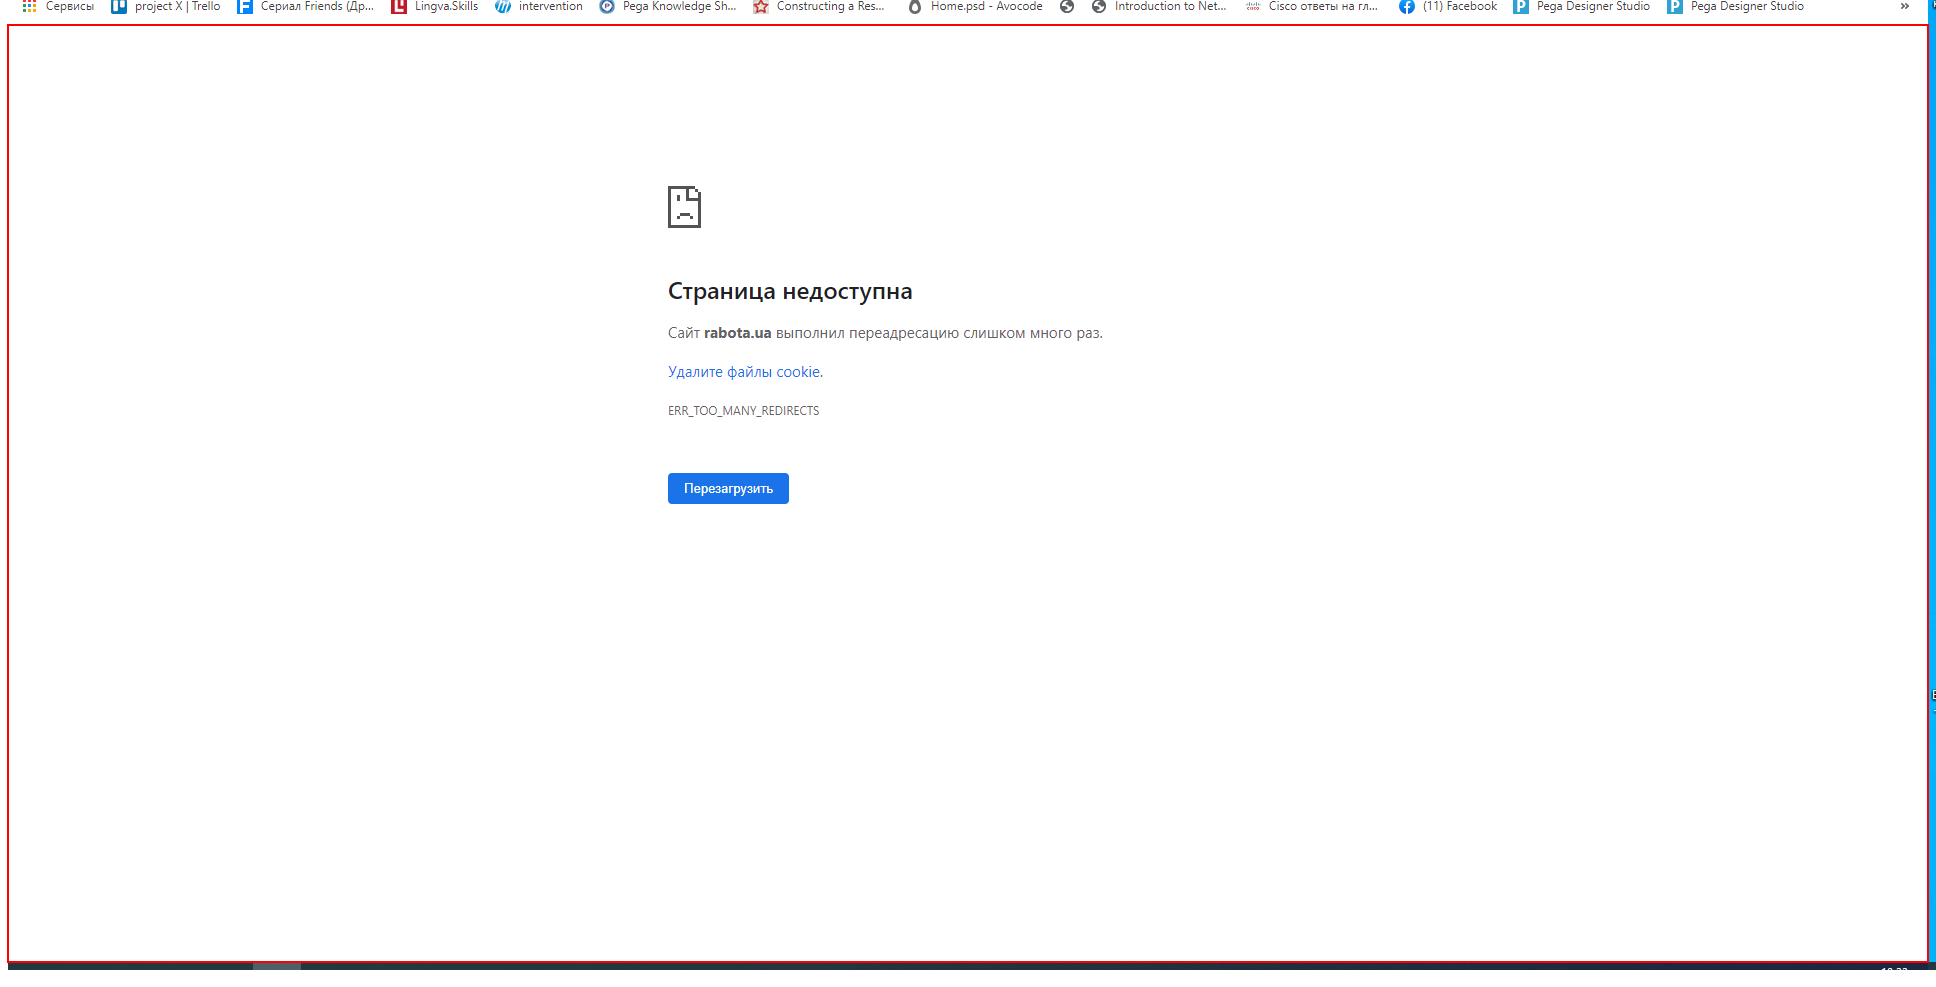 Сервисы project X | Trello Сериал Friends (Др... Lingva.Skills intervention Pega Knowledge Sh... Constructing a Res... Home.psd - Avocode Introduction to Net... Cisco ответы на гл... (11) Facebook Pega Designer Studio Pega Designer Studio »
Страница недоступна
Сайт rabota.ua выполнил переадресацию слишком много раз.
Удалите файлы cookie.
ERR_TOO_MANY_REDIRECTS
Перезагрузить